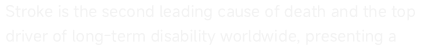 Stroke is the second leading cause of death and the top
driver of long-term disability worldwide, presenting a